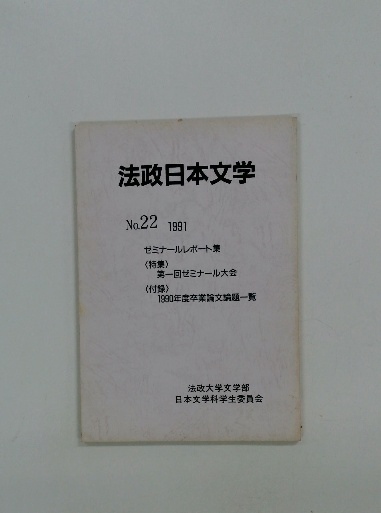 法政日本文学
No.22 1991
ゼミナールレポート集
〈特集〉
第一回ゼミナール大会
〈付録〉
1990年度卒業論文論題一覧
法政大学文学部
日本文学科学生委員会